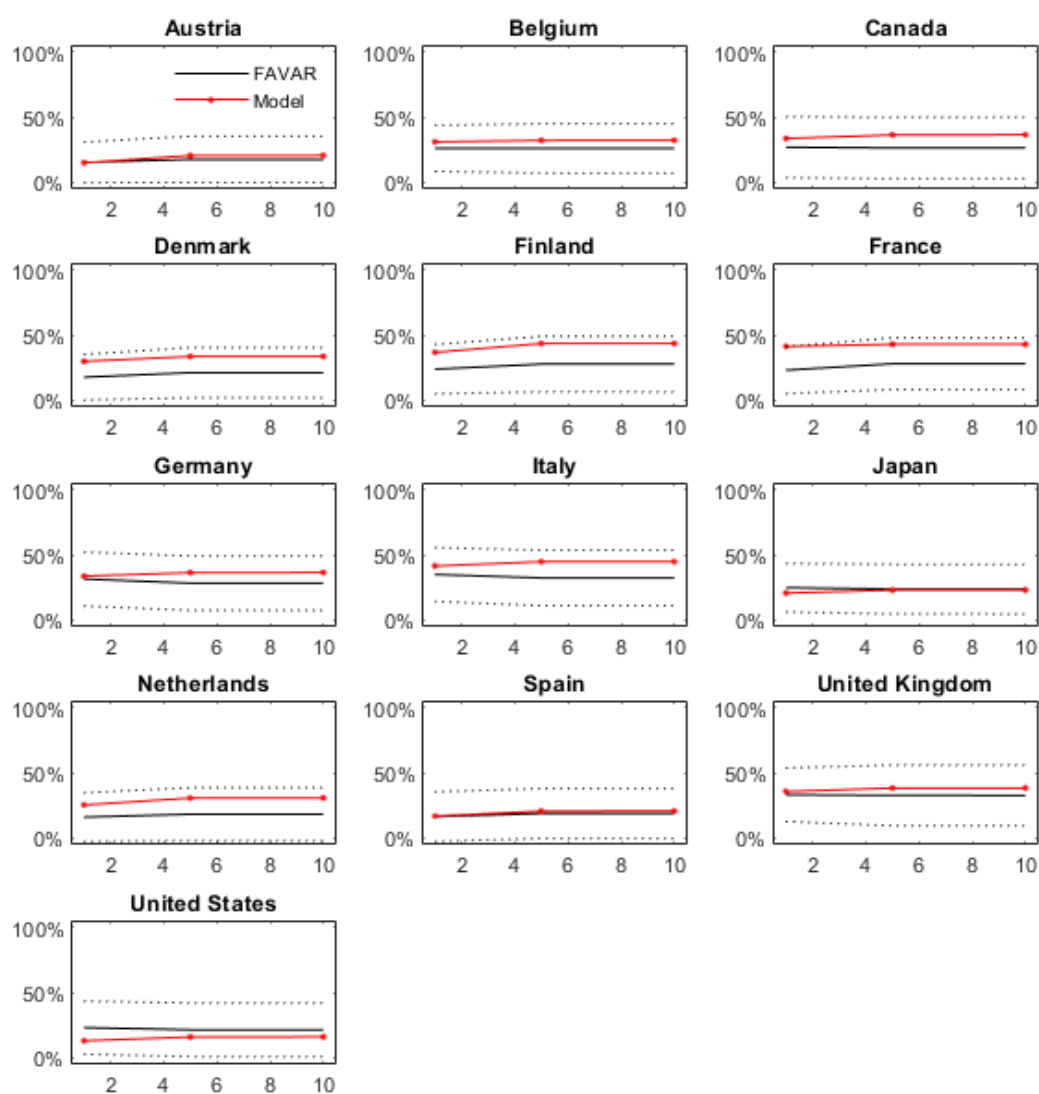 Austria Belgium Canada
100% 100% 100%
FAVAR
Model
50% 50% 50%
0% 0% 0%
2 4 6 8 10 2 4 6 8 10 2 4 6 8 10
Denmark Finland France
100% 100% 100%
50% 50% 50%
0% 0% 0%
2 4 6 8 10 2 4 6 8 10 2 4 6 8 10
Germany Italy Japan
100% 100% 100%
50% 50% 50%
0% 0% 0%
2 4 6 8 10 2 4 6 8 10 2 4 6 8 10
Netherlands Spain United Kingdom
100% 100% 100%
50% 50% 50%
0% 0% 0%
2 4 6 8 10 2 4 6 8 10 2 4 6 8 10
United States
100%
50%
0%
2 4 6 8 10